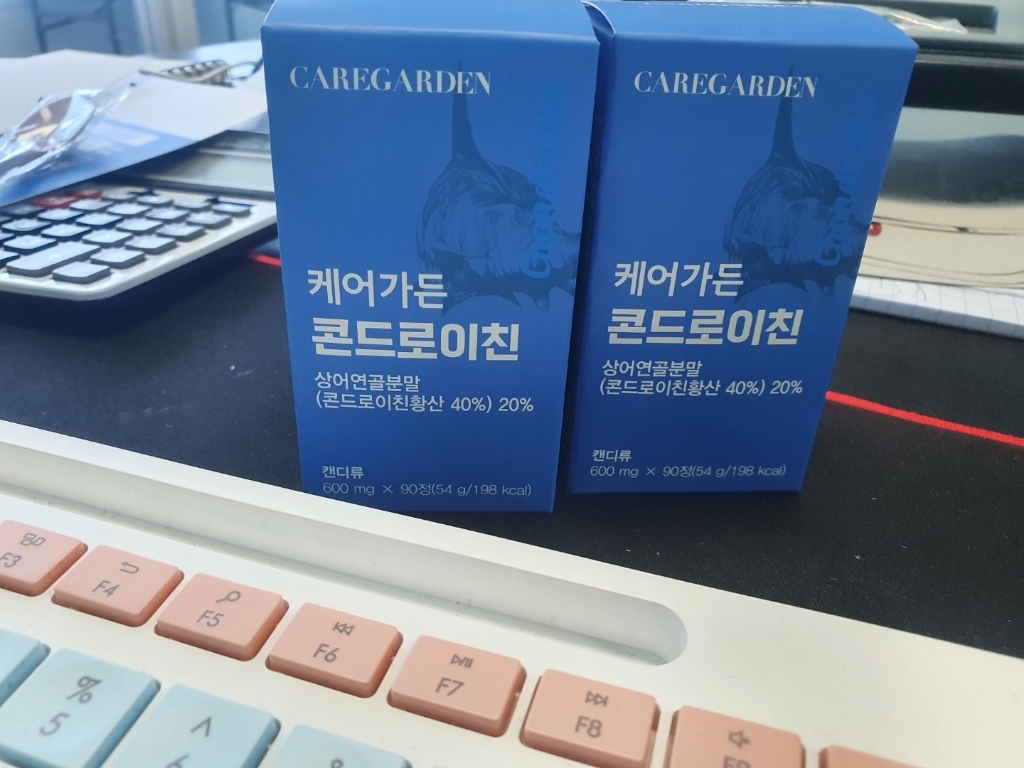 CAREGARDEN
Chondroitin
케어가든
콘드로이친
상어연골분말
(콘드로이친황산 40%) 20%
캔디류
600 mg × 90정(54 g/198 kcal)
CAREGARDEN
케어가든
콘드로이친
상어연골분말
(콘드로이친황산 40%) 20%
캔디류
600 mg × 90정(54 g/198 kcal)
F3
F4
F5
F6
F7
F8
F9
%
5
^
6
&